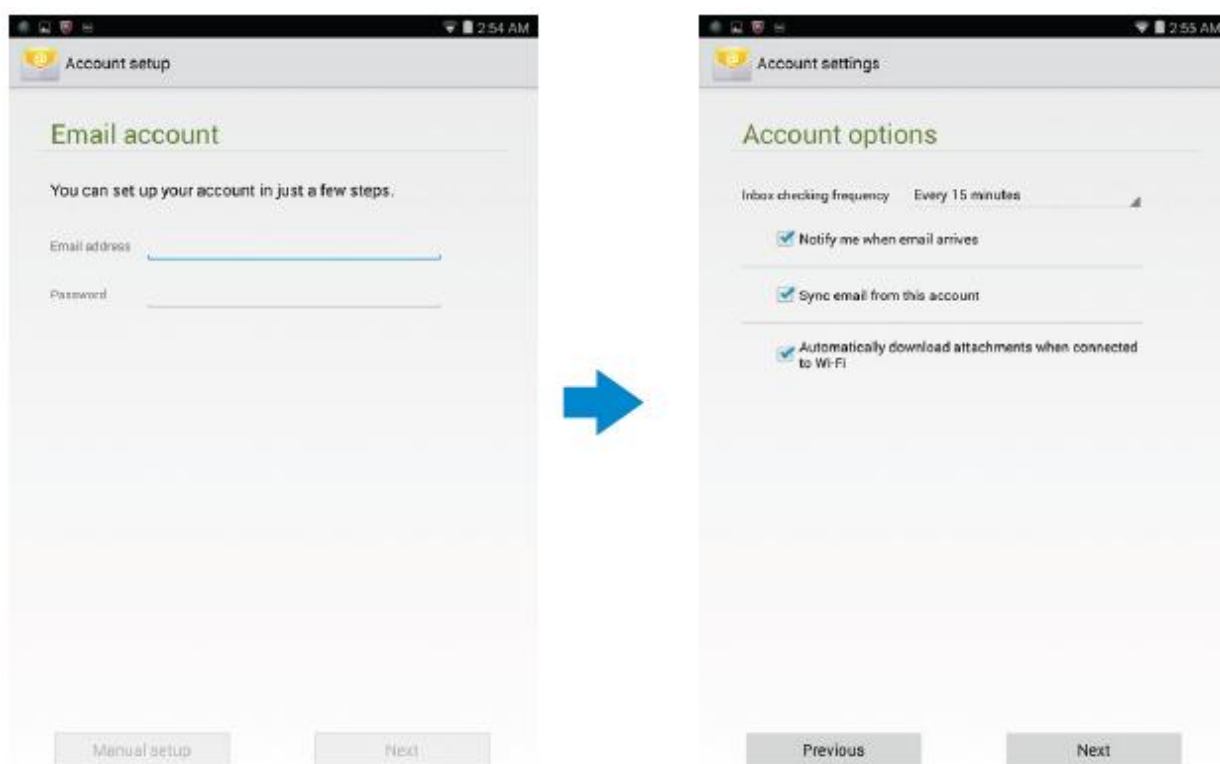 2:54 AM
Account setup
Email account
You can set up your account in just a few steps.
Email address
Password
Manual setup
Next
2:55 AM
Account settings
Account options
Inbox checking frequency Every 15 minutes
Notify me when email arrives
Sync email from this account
Automatically download attachments when connected
to Wi-Fi
Previous
Next